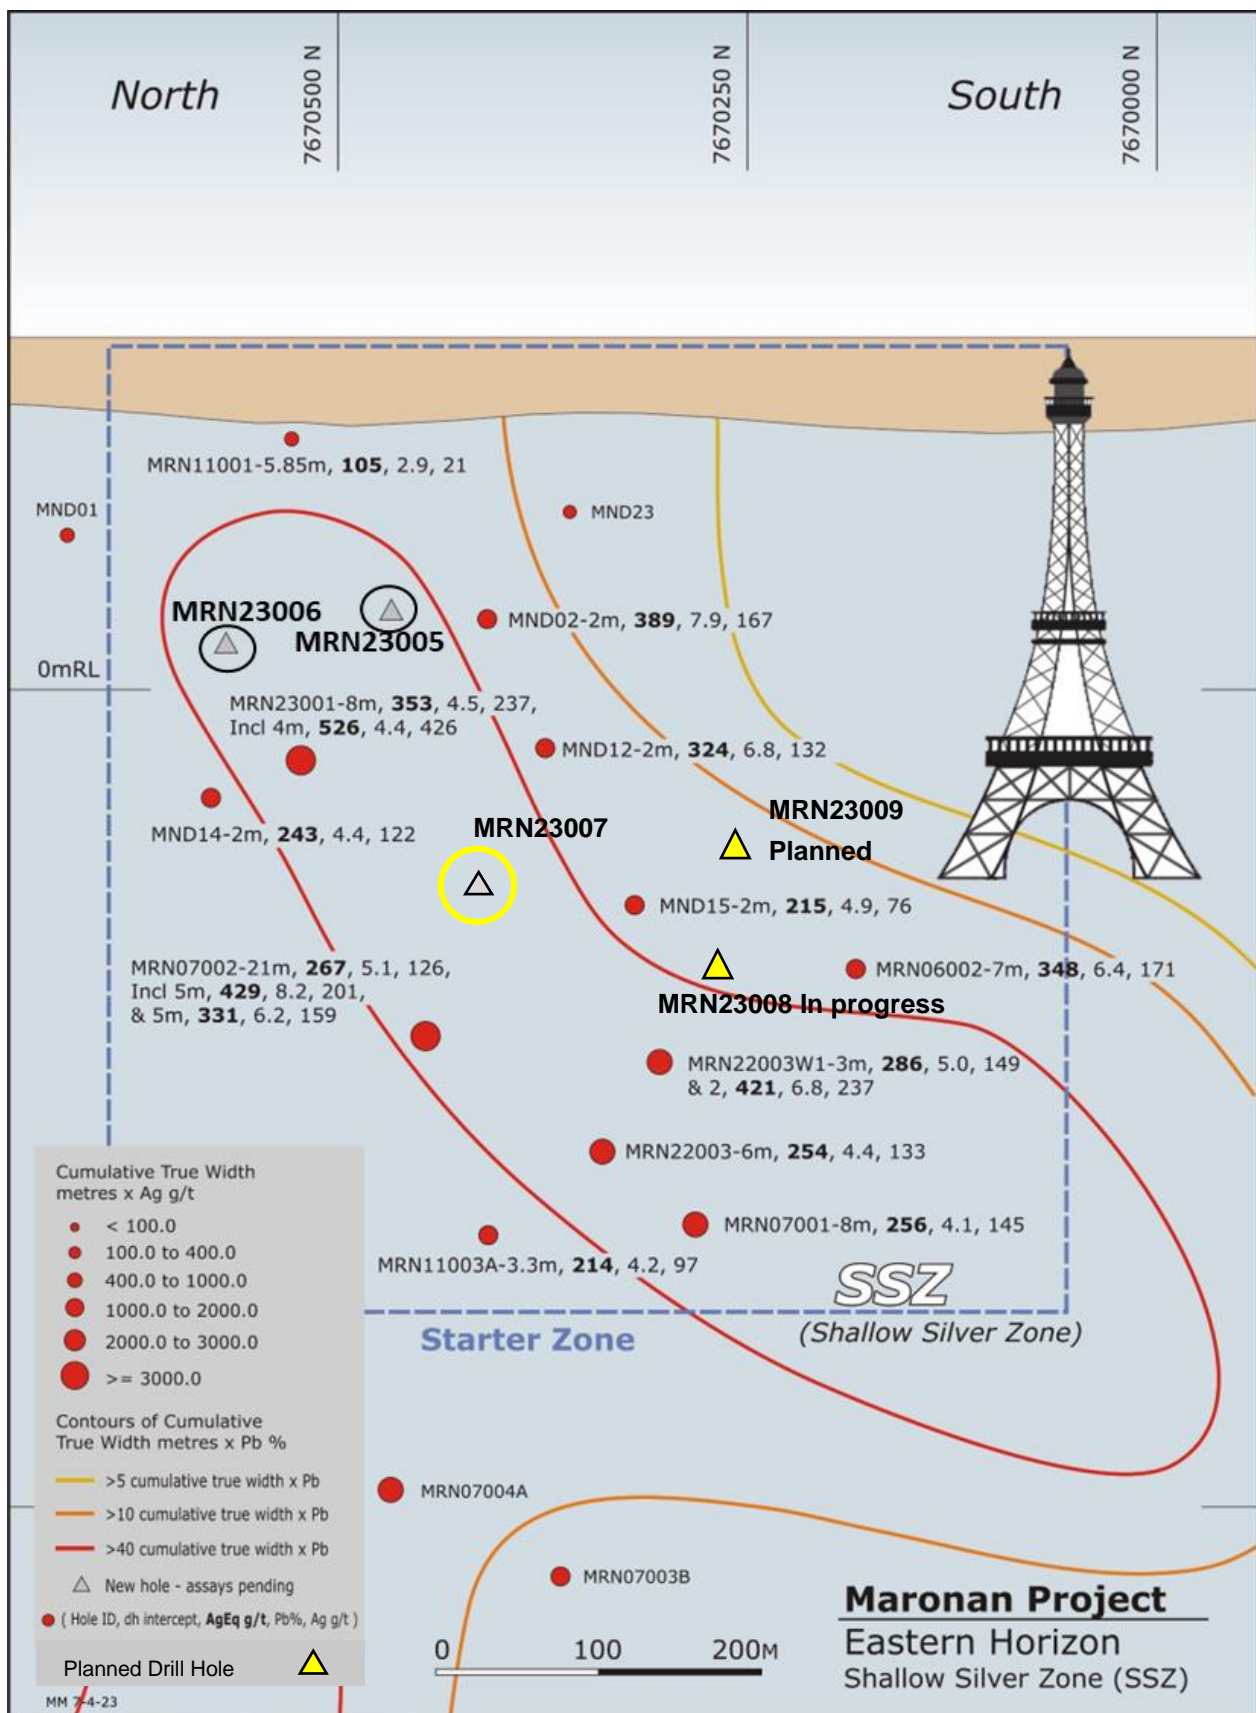 North
7670500 N
7670250 N
South
7670000 N
MRN11001-5.85m, 105, 2.9, 21
MND01
MND23
MRN23006
MRN23005
MND02-2m, 389, 7.9, 167
0mRL
MRN23001-8m, 353, 4.5, 237,
Incl 4m, 526, 4.4, 426
MND12-2m, 324, 6.8, 132
MND14-2m, 243, 4.4, 122
MRN23007
MRN23009
Planned
MND15-2m, 215, 4.9, 76
MRN07002-21m, 267, 5.1, 126,
Incl 5m, 429, 8.2, 201,
& 5m, 331, 6.2, 159
MRN06002-7m, 348, 6.4, 171
MRN23008 In progress
MRN22003W1-3m, 286, 5.0, 149
& 2, 421, 6.8, 237
MRN22003-6m, 254, 4.4, 133
MRN07001-8m, 256, 4.1, 145
MRN11003A-3.3m, 214, 4.2, 97
SSZ
(Shallow Silver Zone)
Starter Zone
Cumulative True Width
metres x Ag g/t
< 100.0
100.0 to 400.0
400.0 to 1000.0
1000.0 to 2000.0
2000.0 to 3000.0
>= 3000.0
Contours of Cumulative
True Width metres x Pb %
>5 cumulative true width x Pb
>10 cumulative true width x Pb
>40 cumulative true width x Pb
New hole - assays pending
( Hole ID, dh intercept, AgEq g/t, Pb%, Ag g/t )
Planned Drill Hole
MM 7-4-23
MRN07004A
MRN07003B
0 100 200M
Maronan Project
Eastern Horizon
Shallow Silver Zone (SSZ)